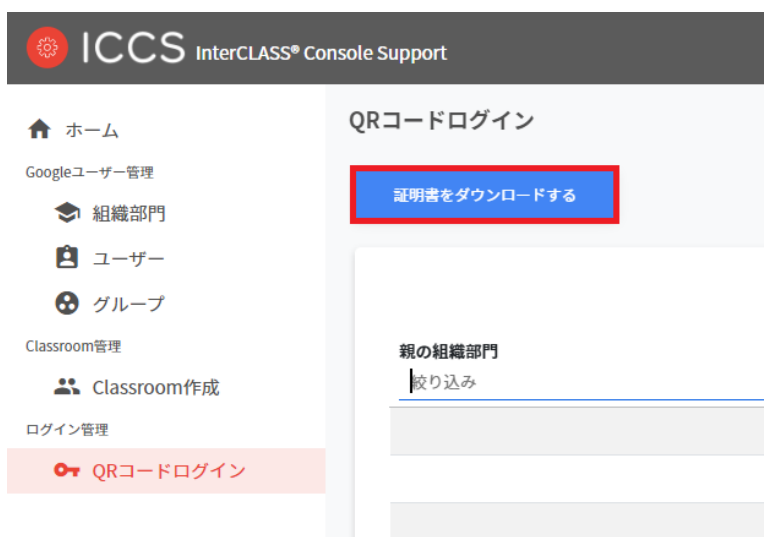 ICCS InterCLASS® Console Support
ホーム
Googleユーザー管理
組織部門
ユーザー
グループ
Classroom管理
Classroom作成
ログイン管理
QRコードログイン
QRコードログイン
証明書をダウンロードする
親の組織部門
絞り込み